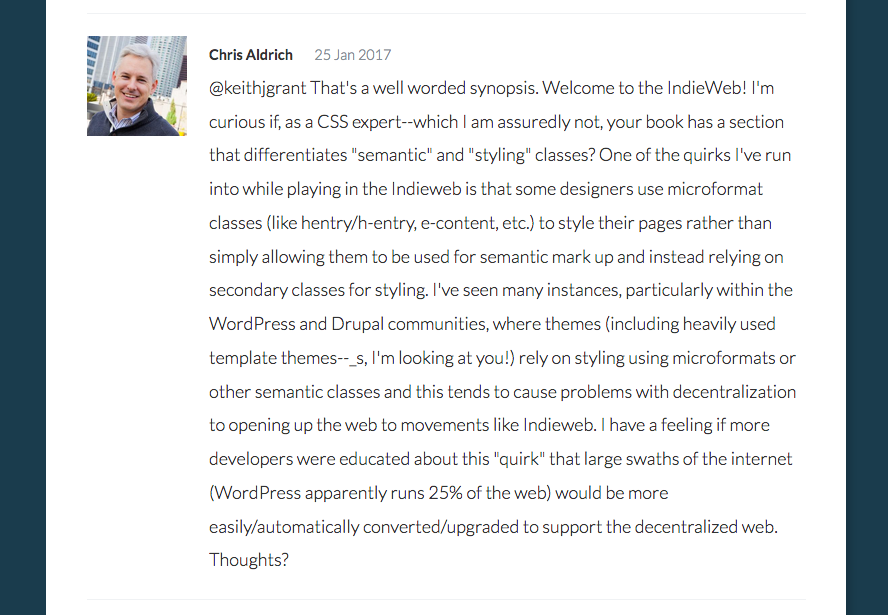 Chris Aldrich 25 Jan 2017
@keithjgrant That's a well worded synopsis. Welcome to the IndieWeb! I'm
curious if, as a CSS expert--which I am assuredly not, your book has a section
that differentiates "semantic" and "styling" classes? One of the quirks I've run
into while playing in the Indieweb is that some designers use microformat
classes (like hentry/h-entry, e-content, etc.) to style their pages rather than
simply allowing them to be used for semantic mark up and instead relying on
secondary classes for styling. I've seen many instances, particularly within the
WordPress and Drupal communities, where themes (including heavily used
template themes--_s, I'm looking at you!) rely on styling using microformats or
other semantic classes and this tends to cause problems with decentralization
to opening up the web to movements like Indieweb. I have a feeling if more
developers were educated about this "quirk" that large swaths of the internet
(WordPress apparently runs 25% of the web) would be more
easily/automatically converted/upgraded to support the decentralized web.
Thoughts?